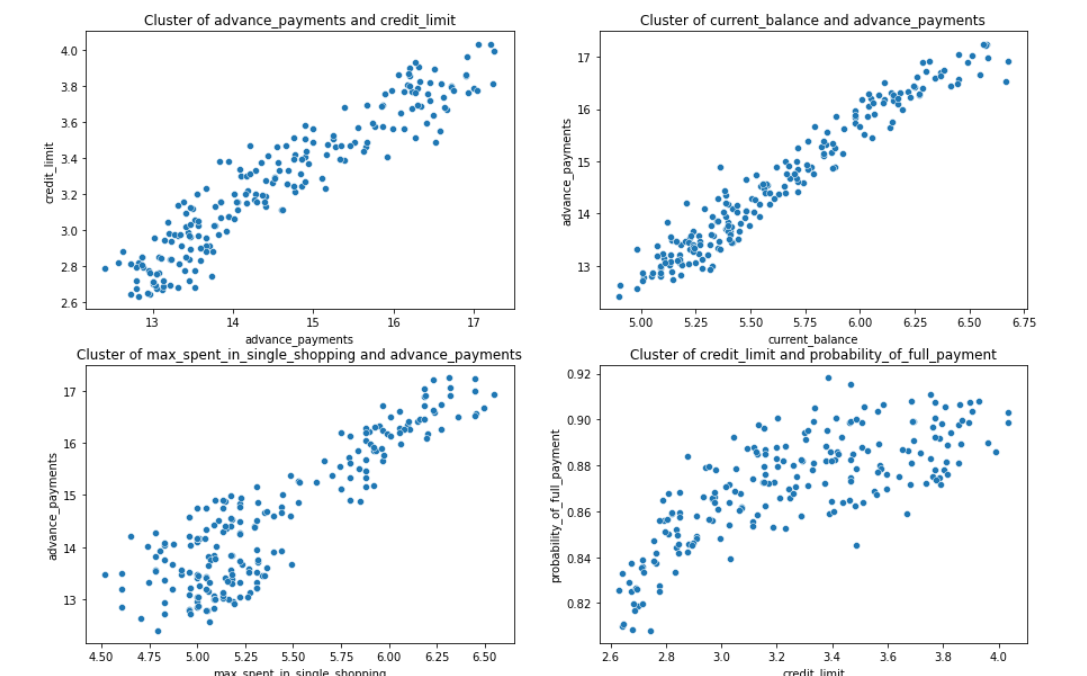 Cluster of advance_payments and credit_limit
credit_limit
4.0
3.8
3.6
3.4
3.2
3.0
2.8
2.6
13 14 15 16 17
advance_payments
Cluster of current_balance and advance_payments
advance_payments
17
16
15
14
13
5.00 5.25 5.50 5.75 6.00 6.25 6.50 6.75
current_balance
Cluster of max_spent_in_single_shopping and advance_payments
advance_payments
17
16
15
14
13
4.50 4.75 5.00 5.25 5.50 5.75 6.00 6.25 6.50
max_spent_in_single_shopping
Cluster of credit_limit and probability_of_full_payment
probability_of_full_payment
0.92
0.90
0.88
0.86
0.84
0.82
2.6 2.8 3.0 3.2 3.4 3.6 3.8 4.0
credit_limit